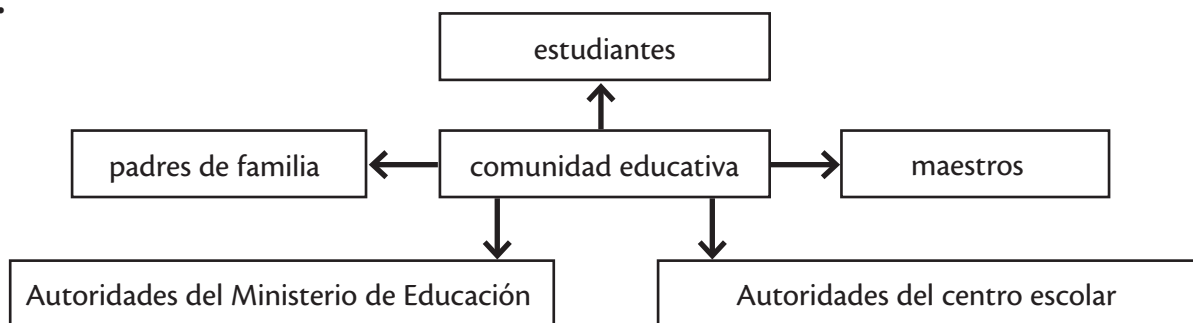 estudiantes
padres de familia
comunidad educativa
maestros
Autoridades del Ministerio de Educación
Autoridades del centro escolar